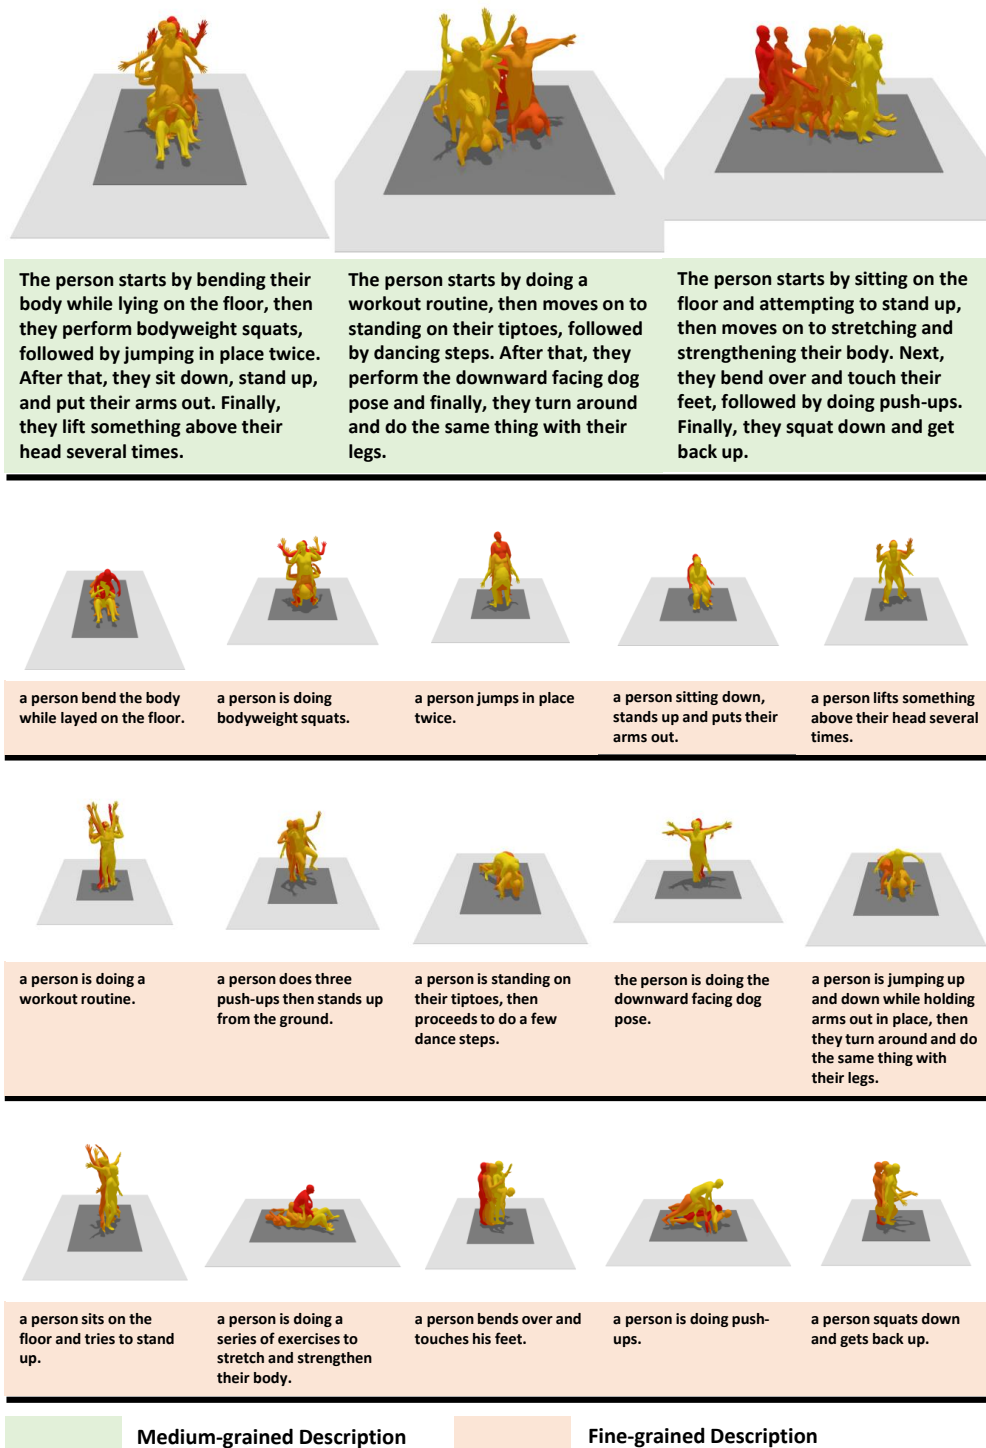 The person starts by bending their
body while lying on the floor, then
they perform bodyweight squats,
followed by jumping in place twice.
After that, they sit down, stand up,
and put their arms out. Finally,
they lift something above their
head several times.
The person starts by doing a
workout routine, then moves on to
standing on their tiptoes, followed
by dancing steps. After that, they
perform the downward facing dog
pose and finally, they turn around
and do the same thing with their
legs.
The person starts by sitting on the
floor and attempting to stand up,
then moves on to stretching and
strengthening their body. Next,
they bend over and touch their
feet, followed by doing push-ups.
Finally, they squat down and get
back up.
a person bend the body
while layed on the floor.
a person is doing
bodyweight squats.
a person jumps in place
twice.
a person sitting down,
stands up and puts their
arms out.
a person lifts something
above their head several
times.
a person is doing a
workout routine.
a person does three
push-ups then stands up
from the ground.
a person is standing on
their tiptoes, then
proceeds to do a few
dance steps.
the person is doing the
downward facing dog
pose.
a person is jumping up
and down while holding
arms out in place, then
they turn around and do
the same thing with
their legs.
a person sits on the
floor and tries to stand
up.
a person is doing a
series of exercises to
stretch and strengthen
their body.
a person bends over and
touches his feet.
a person is doing push-
ups.
a person squats down
and gets back up.
Medium-grained Description
Fine-grained Description